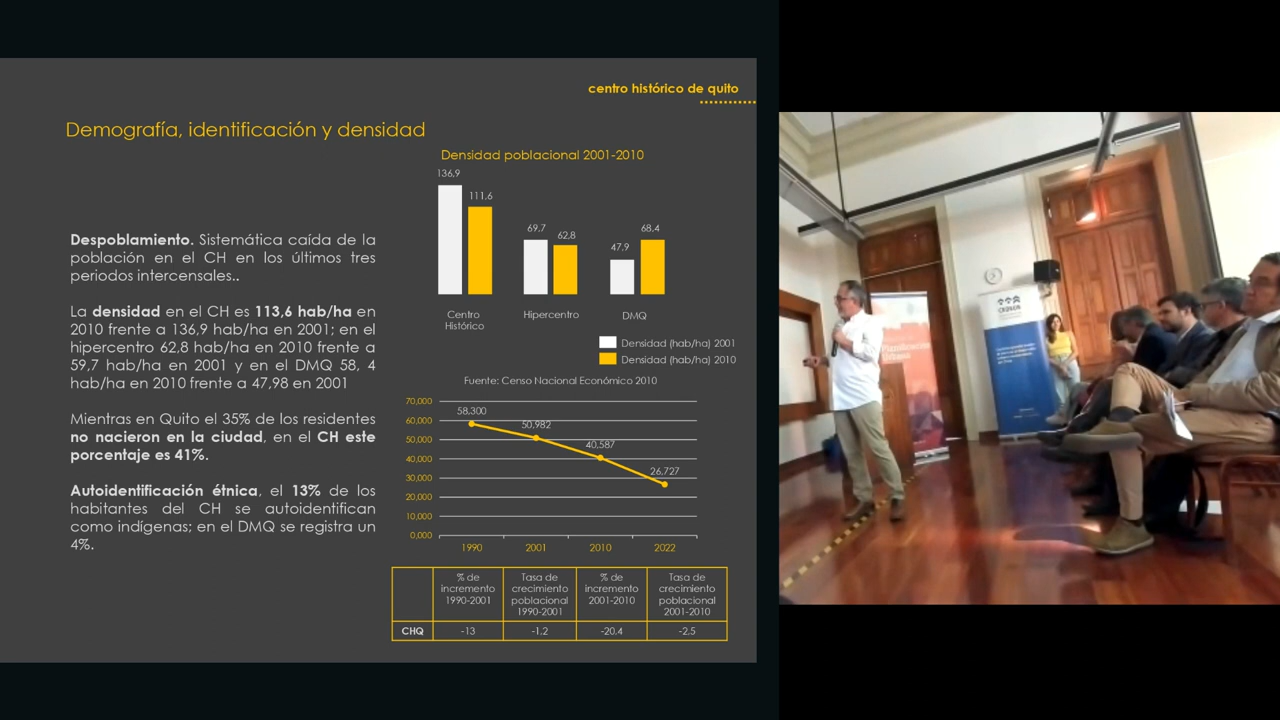 centro histórico de quito
Demografía, identificación y densidad
Despoblamiento. Sistemática caída de la
población en el CH en los últimos tres
periodos intercensales..
La densidad en el CH es 113,6 hab/ha en
2010 frente a 136,9 hab/ha en 2001; en el
hipercentro 62,8 hab/ha en 2010 frente a
59,7 hab/ha en 2001 y en el DMQ 58, 4
hab/ha en 2010 frente a 47,98 en 2001
Mientras en Quito el 35% de los residentes
no nacieron en la ciudad, en el CH este
porcentaje es 41%.
Autoidentificación étnica, el 13% de los
habitantes del CH se autoidentifican
como indígenas; en el DMQ se registra un
4%.
Densidad poblacional 2001-2010
136,9
111,6
69,7
62,8
47,9
68,4
Centro
Histórico
Hipercentro
DMQ
Densidad (hab/ha) 2001
Densidad (hab/ha) 2010
Fuente: Censo Nacional Económico 2010
70,000
60,000
50,000
40,000
30,000
20,000
10,000
0,000
58,300
50,982
40,587
26,727
1990 2001 2010 2022
% de
incremento
1990-2001
Tasa de
crecimiento
poblacional
1990-2001
% de
incremento
2001-2010
Tasa de
crecimiento
poblacional
2001-2010
CHQ -13 -1.2 -20.4 -2.5
Planificación
Urbana